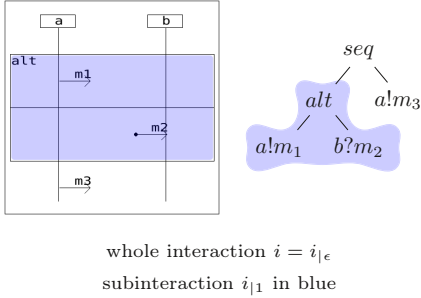 a b
alt
m1
m2
m3
seq
alt a!m₃
a!m₁ b?m₂
whole interaction i = i|ϵ
subinteraction i|1 in blue